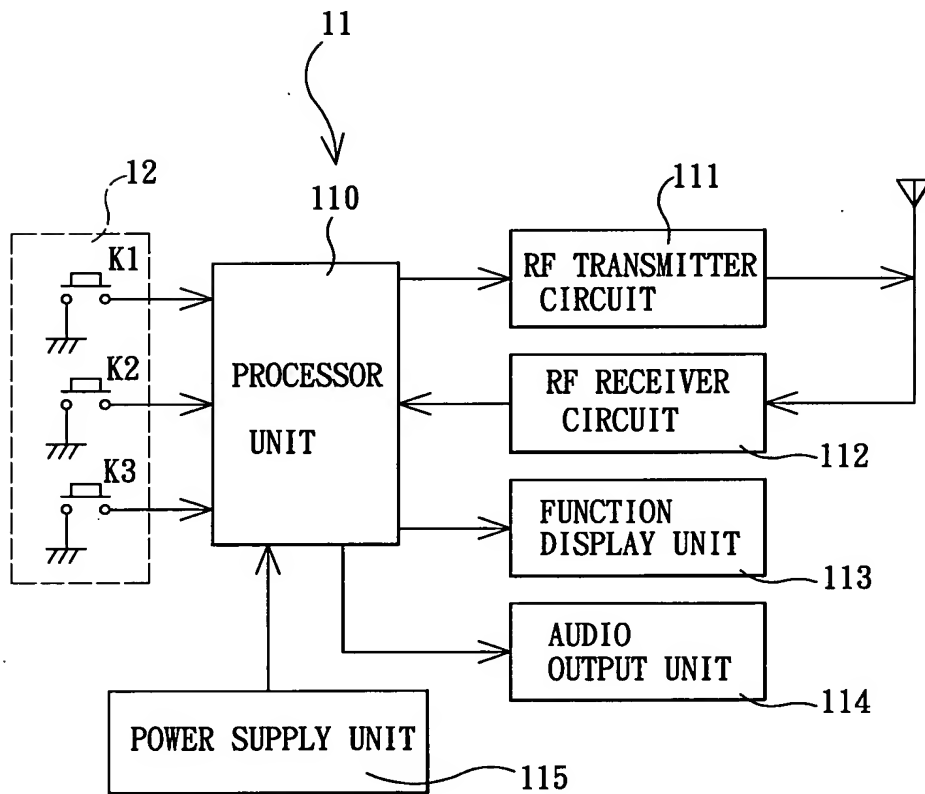 11
12
110
111
K1
RF TRANSMITTER
CIRCUIT
K2
PROCESSOR
UNIT
RF RECEIVER
CIRCUIT
112
K3
FUNCTION
DISPLAY UNIT
113
AUDIO
OUTPUT UNIT
114
POWER SUPPLY UNIT
115